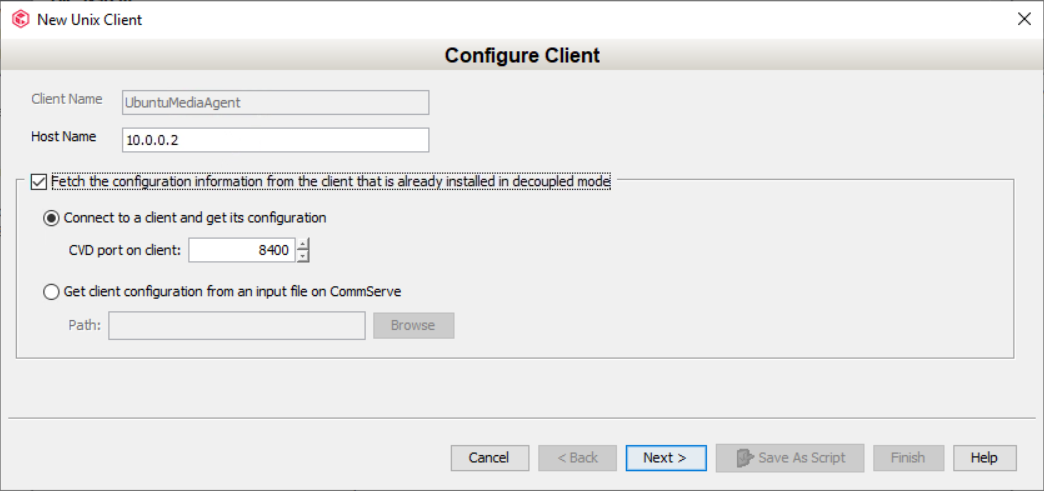 New Unix Client
Configure Client
Client Name UbuntuMediaAgent
Host Name 10.0.0.2
Fetch the configuration information from the client that is already installed in decoupled mode
Connect to a client and get its configuration
CVD port on client: 8400
Get client configuration from an input file on CommServe
Path: Browse
Cancel < Back Next > Save As Script Finish Help